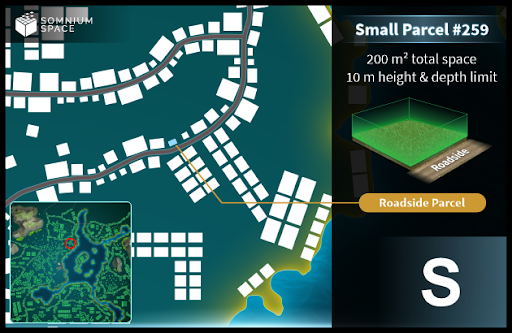 SOMNIUM
SPACE
Small Parcel #259
200 m² total space
10 m height & depth limit
Roadside
Roadside Parcel
S